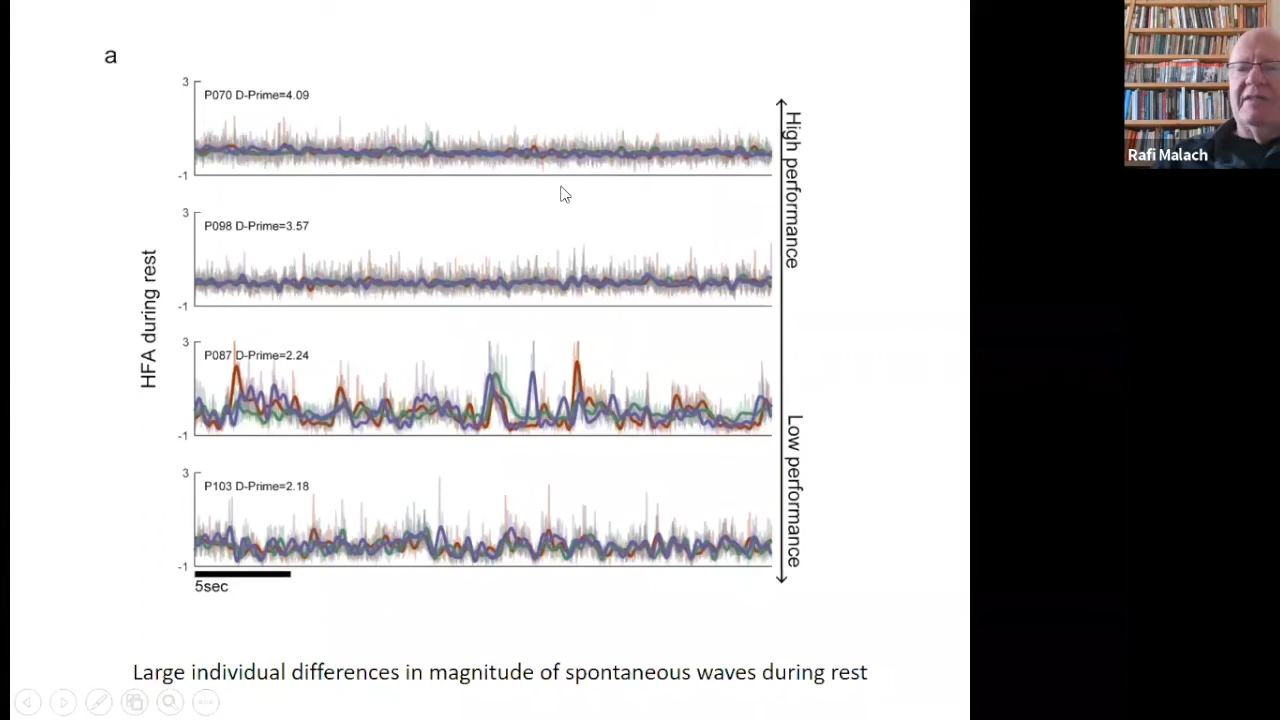 a
3
P070 D-Prime=4.09
-1
3
P098 D-Prime=3.57
-1
3
P087 D-Prime=2.24
-1
3
P103 D-Prime=2.18
-1
5sec
HFA during rest
High performance
Low performance
Large individual differences in magnitude of spontaneous waves during rest
Rafi Malach